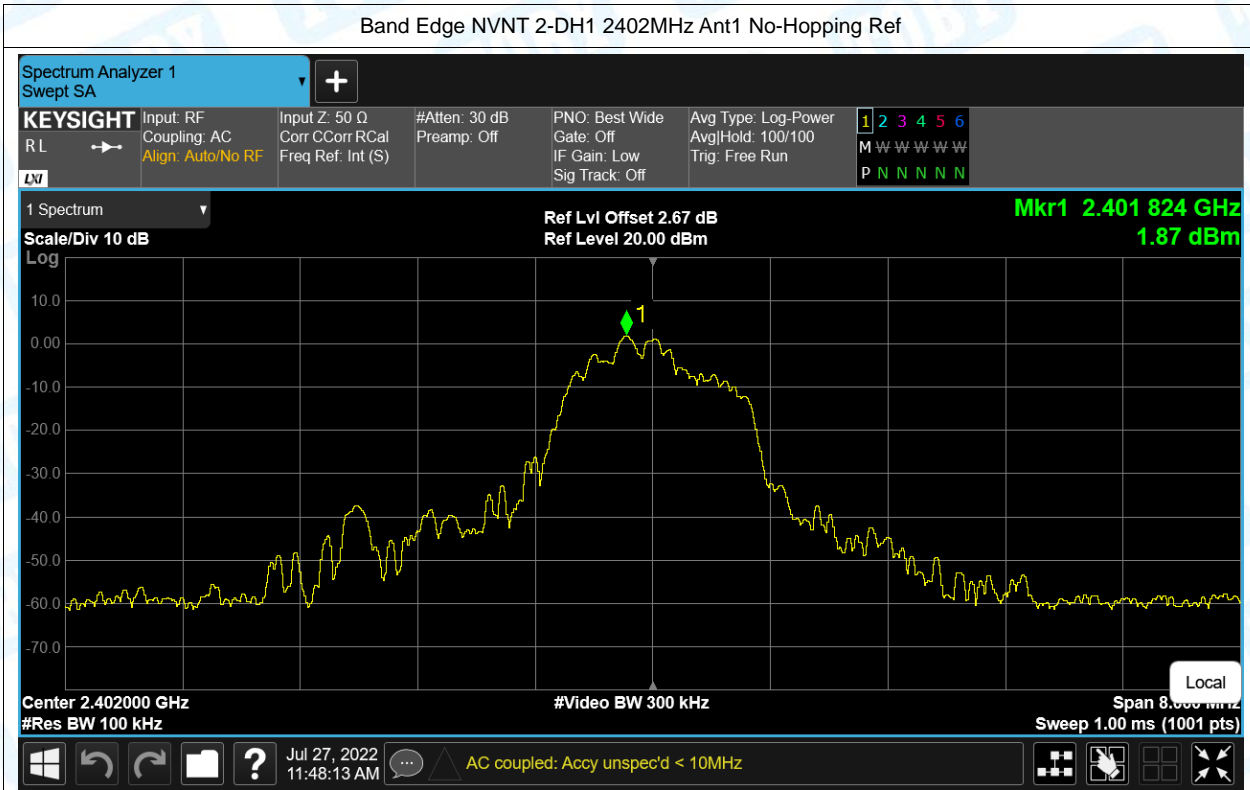 Band Edge NVNT 2-DH1 2402MHz Ant1 No-Hopping Ref
Spectrum Analyzer 1
Swept SA
KEYSIGHT
R L
LXI
Input: RF
Coupling: AC
Align: Auto/No RF
Input Z: 50 Ω
Corr CCorr RCal
Freq Ref: Int (S)
#Atten: 30 dB
Preamp: Off
PNO: Best Wide
Gate: Off
IF Gain: Low
Sig Track: Off
Avg Type: Log-Power
Avg|Hold: 100/100
Trig: Free Run
1 2 3 4 5 6
M W W W W W
P N N N N N
1 Spectrum
Scale/Div 10 dB
Ref Lvl Offset 2.67 dB
Ref Level 20.00 dBm
Mkr1 2.401 824 GHz
1.87 dBm
Log
10.0
0.00
-10.0
-20.0
-30.0
-40.0
-50.0
-60.0
-70.0
1
Local
Center 2.402000 GHz
#Res BW 100 kHz
#Video BW 300 kHz
Span 8.000 MHz
Sweep 1.00 ms (1001 pts)
?
Jul 27, 2022
11:48:13 AM
AC coupled: Accy unspec'd < 10MHz